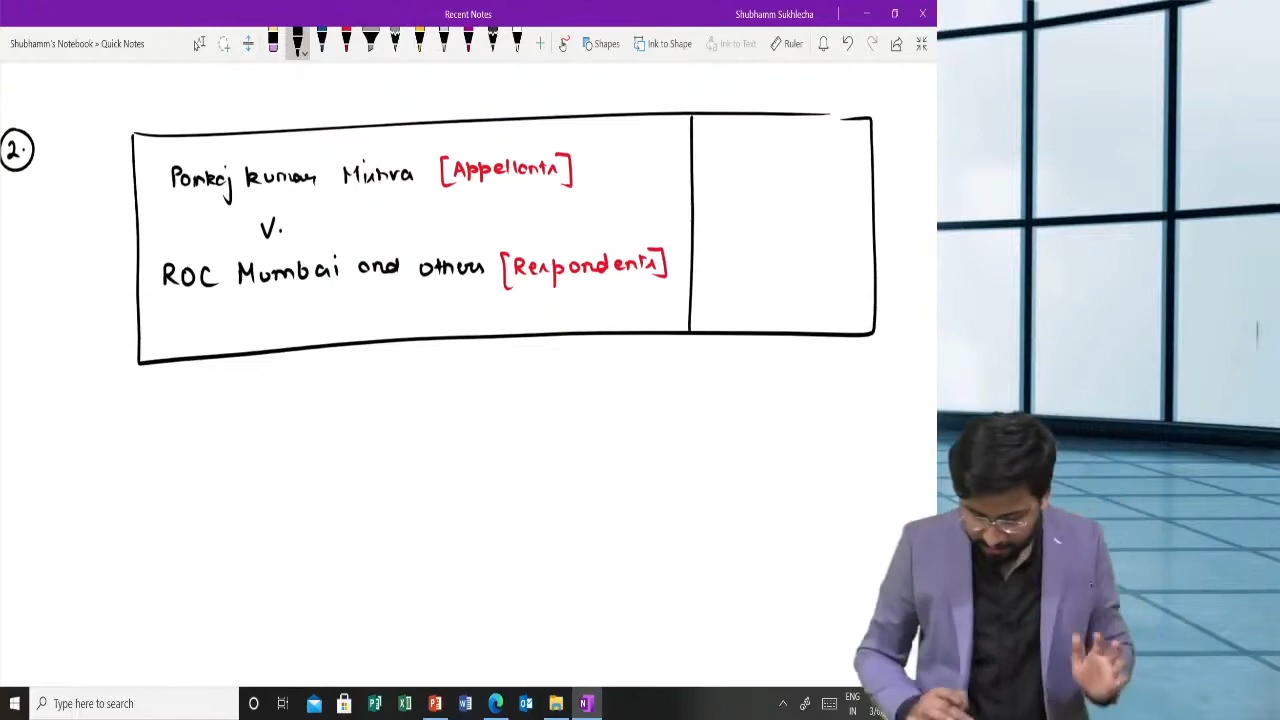 Recent Notes
Shubhamm Sukhlecha
Shubhamm's Notebook » Quick Notes
Shapes
Ink to Shape
Ink to Text
Ruler
2.
Pankaj kumar Mishra [Appellants]
V.
ROC Mumbai and others [Respondents]
Type here to search
ENG
IN